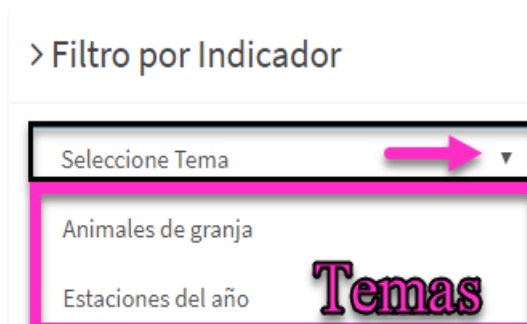 > Filtro por Indicador
Seleccione Tema ▼
Animales de granja
Estaciones del año
Temas